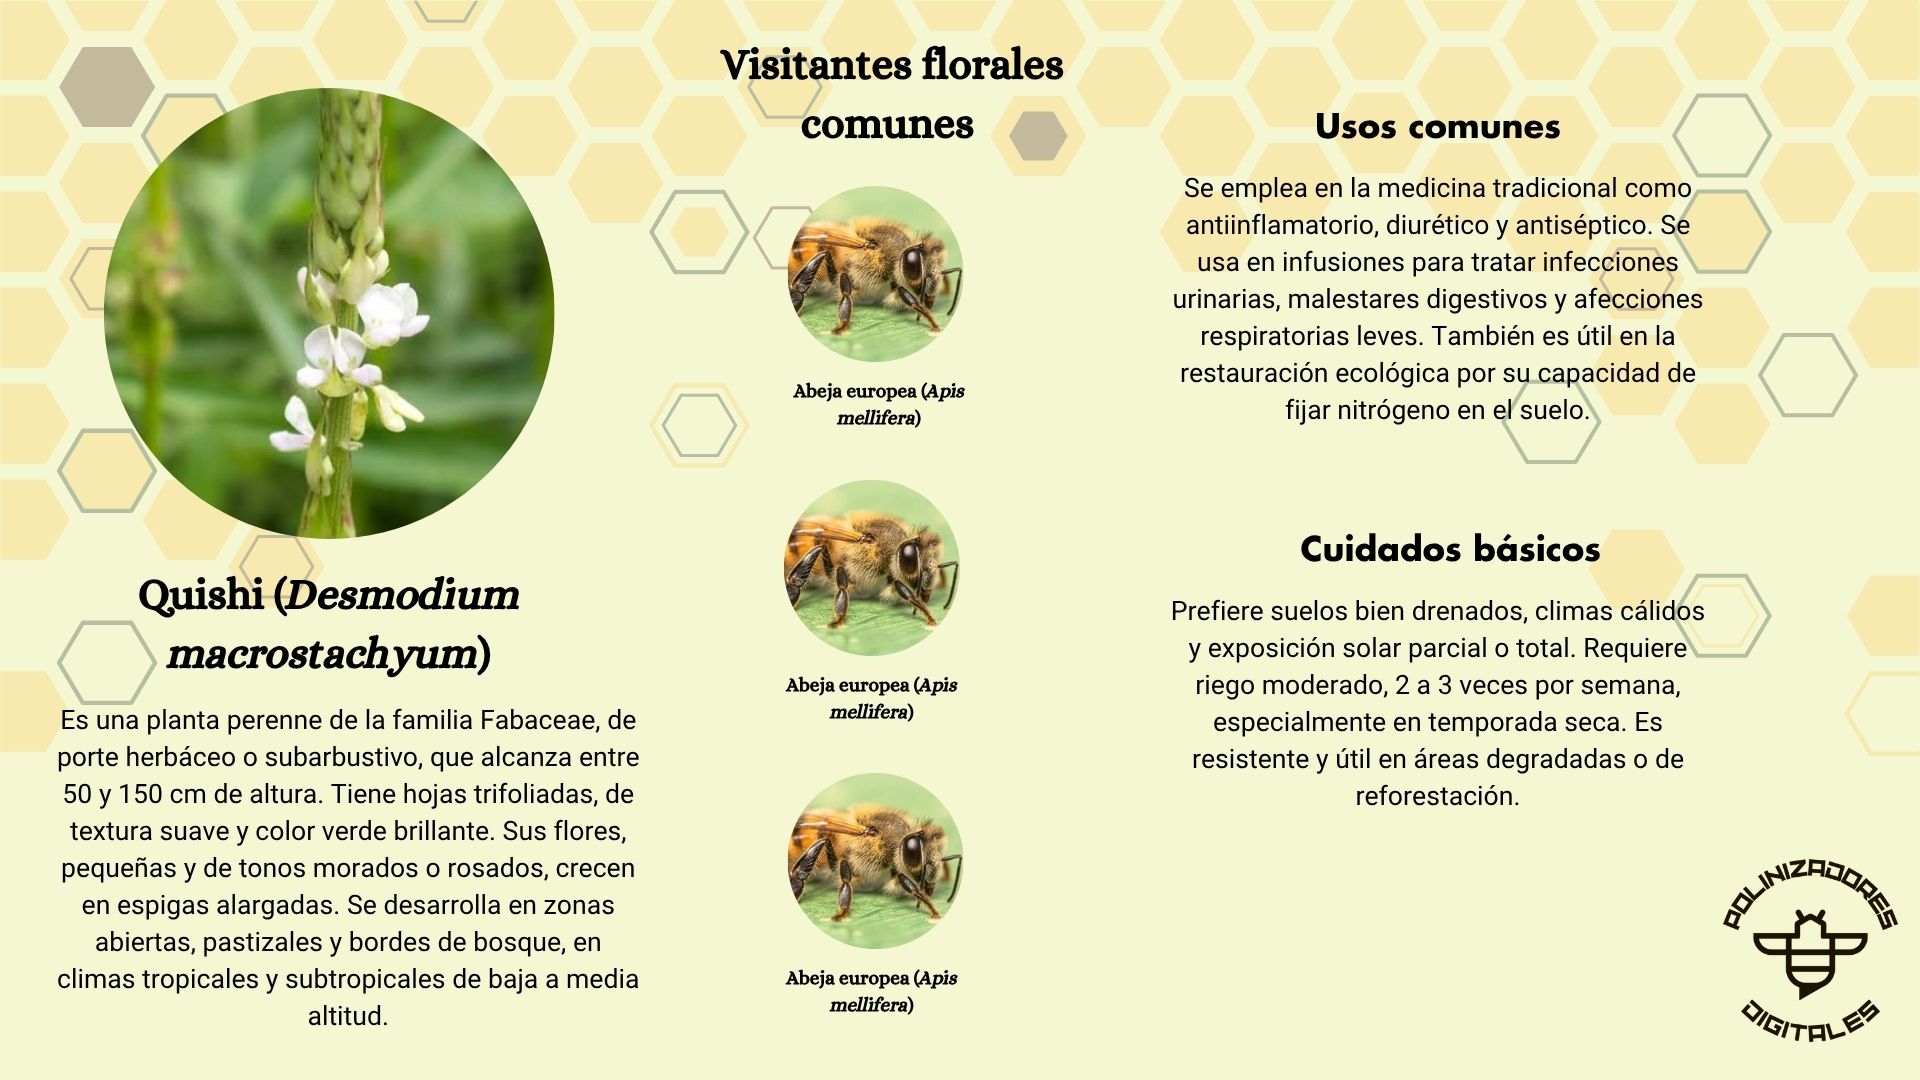 Quishi (Desmodium
macrostachyum)
Es una planta perenne de la familia Fabaceae, de
porte herbáceo o subarbustivo, que alcanza entre
50 y 150 cm de altura. Tiene hojas trifoliadas, de
textura suave y color verde brillante. Sus flores,
pequeñas y de tonos morados o rosados, crecen
en espigas alargadas. Se desarrolla en zonas
abiertas, pastizales y bordes de bosque, en
climas tropicales y subtropicales de baja a media
altitud.
Visitantes florales
comunes
Abeja europea (Apis
mellifera)
Abeja europea (Apis
mellifera)
Abeja europea (Apis
mellifera)
Usos comunes
Se emplea en la medicina tradicional como
antiinflamatorio, diurético y antiséptico. Se
usa en infusiones para tratar infecciones
urinarias, malestares digestivos y afecciones
respiratorias leves. También es útil en la
restauración ecológica por su capacidad de
fijar nitrógeno en el suelo.
Cuidados básicos
Prefiere suelos bien drenados, climas cálidos
y exposición solar parcial o total. Requiere
riego moderado, 2 a 3 veces por semana,
especialmente en temporada seca. Es
resistente y útil en áreas degradadas o de
reforestación.
POLINIZADORES
DIGITALES